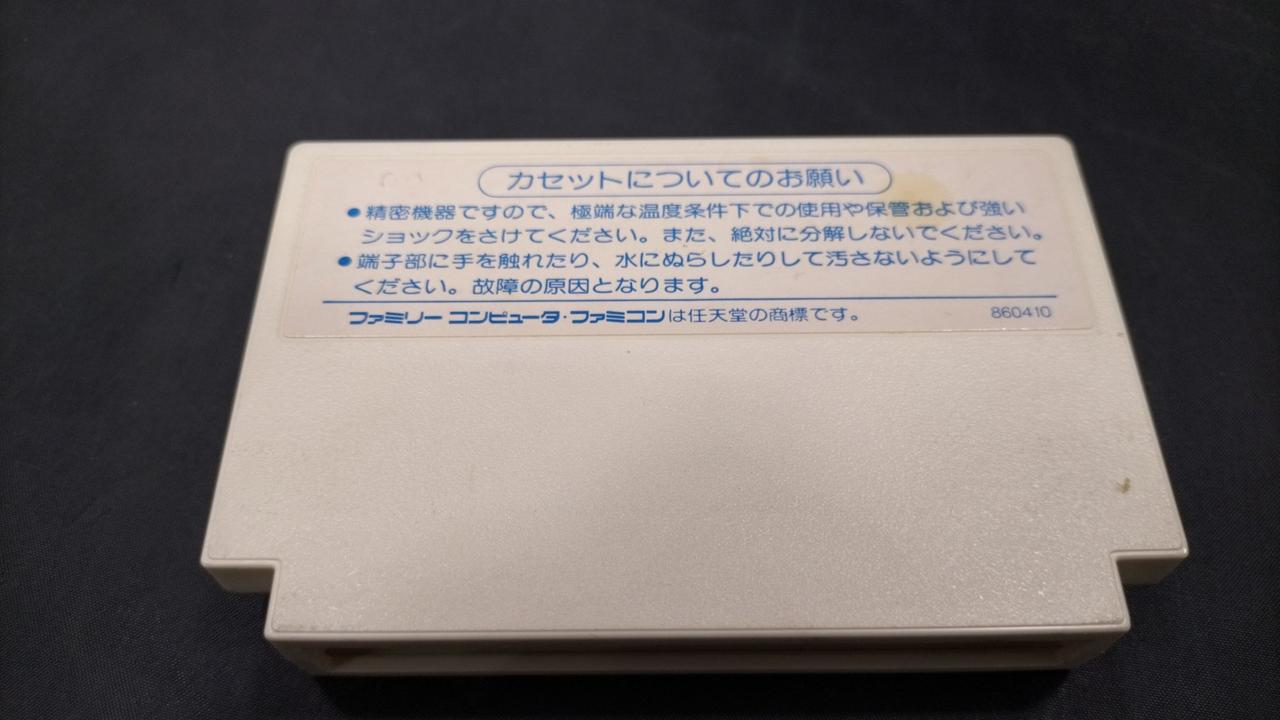 カセットについてのお願い
●精密機器ですので、極端な温度条件下での使用や保管および強い
ショックをさけてください。また、絶対に分解しないでください。
●端子部に手を触れたり、水にぬらしたりして汚さないようにして
ください。故障の原因となります。
ファミリー コンピュータ・ファミコンは任天堂の商標です。 860410